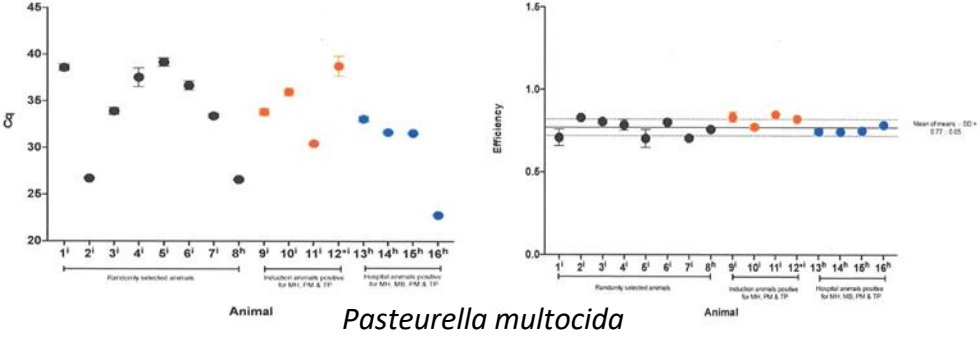 45
40
35
30
25
20
Cq
1ⁱ 2ⁱ 3ⁱ 4ⁱ 5ⁱ 6ⁱ 7ⁱ 8ʰ 9ⁱ 10ⁱ 11ⁱ 12*ⁱ 13ʰ 14ʰ 15ʰ 16ʰ
Randomly selected animals
Induction animals positive
for MH, PM & TP
Hospital animals positive
for MH, MB, PM & TP
Animal
1.5
1.0
0.5
0.0
Efficiency
Mean of means
SD =
0.77
0.05
1ⁱ 2ⁱ 3ⁱ 4ⁱ 5ⁱ 6ⁱ 7ⁱ 8ʰ 9ⁱ 10ⁱ 11ⁱ 12*ⁱ 13ʰ 14ʰ 15ʰ 16ʰ
Randomly selected animals
Induction animals positive
for MH, PM & TP
Hospital animals positive
for MH, MB, PM & TP
Animal
Pasteurella multocida